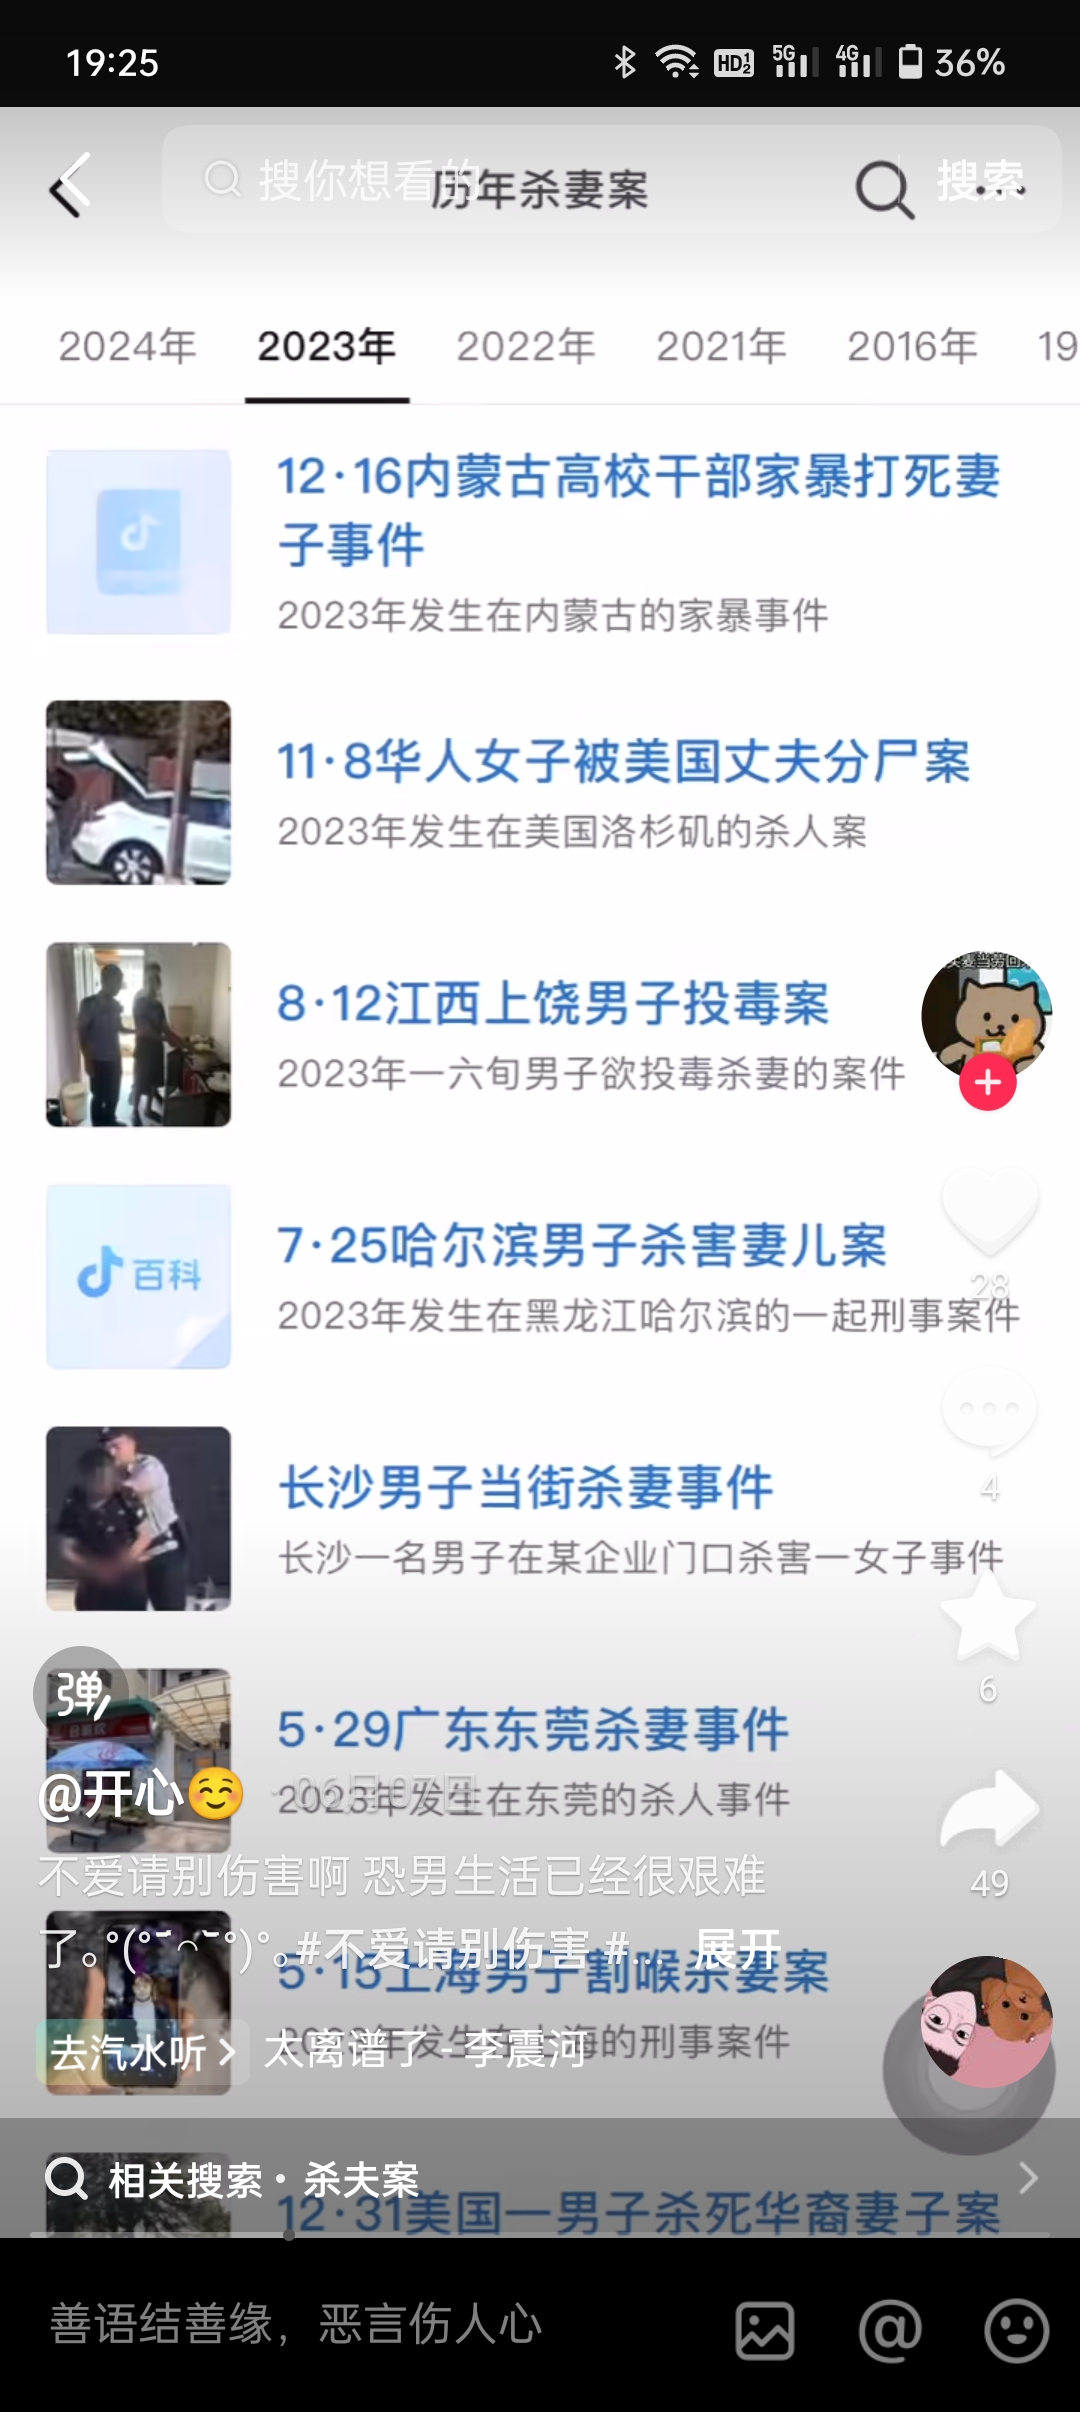 19:25
HD 1 2
5G
4G
36%
搜你想看的
历年杀妻案
搜索
2024年
2023年
2022年
2021年
2016年
19
12·16内蒙古高校干部家暴打死妻
子事件
2023年发生在内蒙古的家暴事件
11·8华人女子被美国丈夫分尸案
2023年发生在美国洛杉矶的杀人案
8·12江西上饶男子投毒案
2023年一六旬男子欲投毒杀妻的案件
百科
7·25哈尔滨男子杀害妻儿案
2023年发生在黑龙江哈尔滨的一起刑事案件
28
4
长沙男子当街杀妻事件
长沙一名男子在某企业门口杀害一女子事件
6
弹
5·29广东东莞杀妻事件
2023年发生在东莞的杀人事件
@开心😊 · 06月07日
49
不爱请别伤害啊 恐男生活已经很艰难
了｡°(°¯᷄◠¯᷅°)°｡#不爱请别伤害 #... 展开
5·15上海男子割喉杀妻案
2023年发生在上海的刑事案件
去汽水听 >
太离谱了 - 李震河
相关搜索 · 杀夫案
12·31美国一男子杀死华裔妻子案
善语结善缘，恶言伤人心